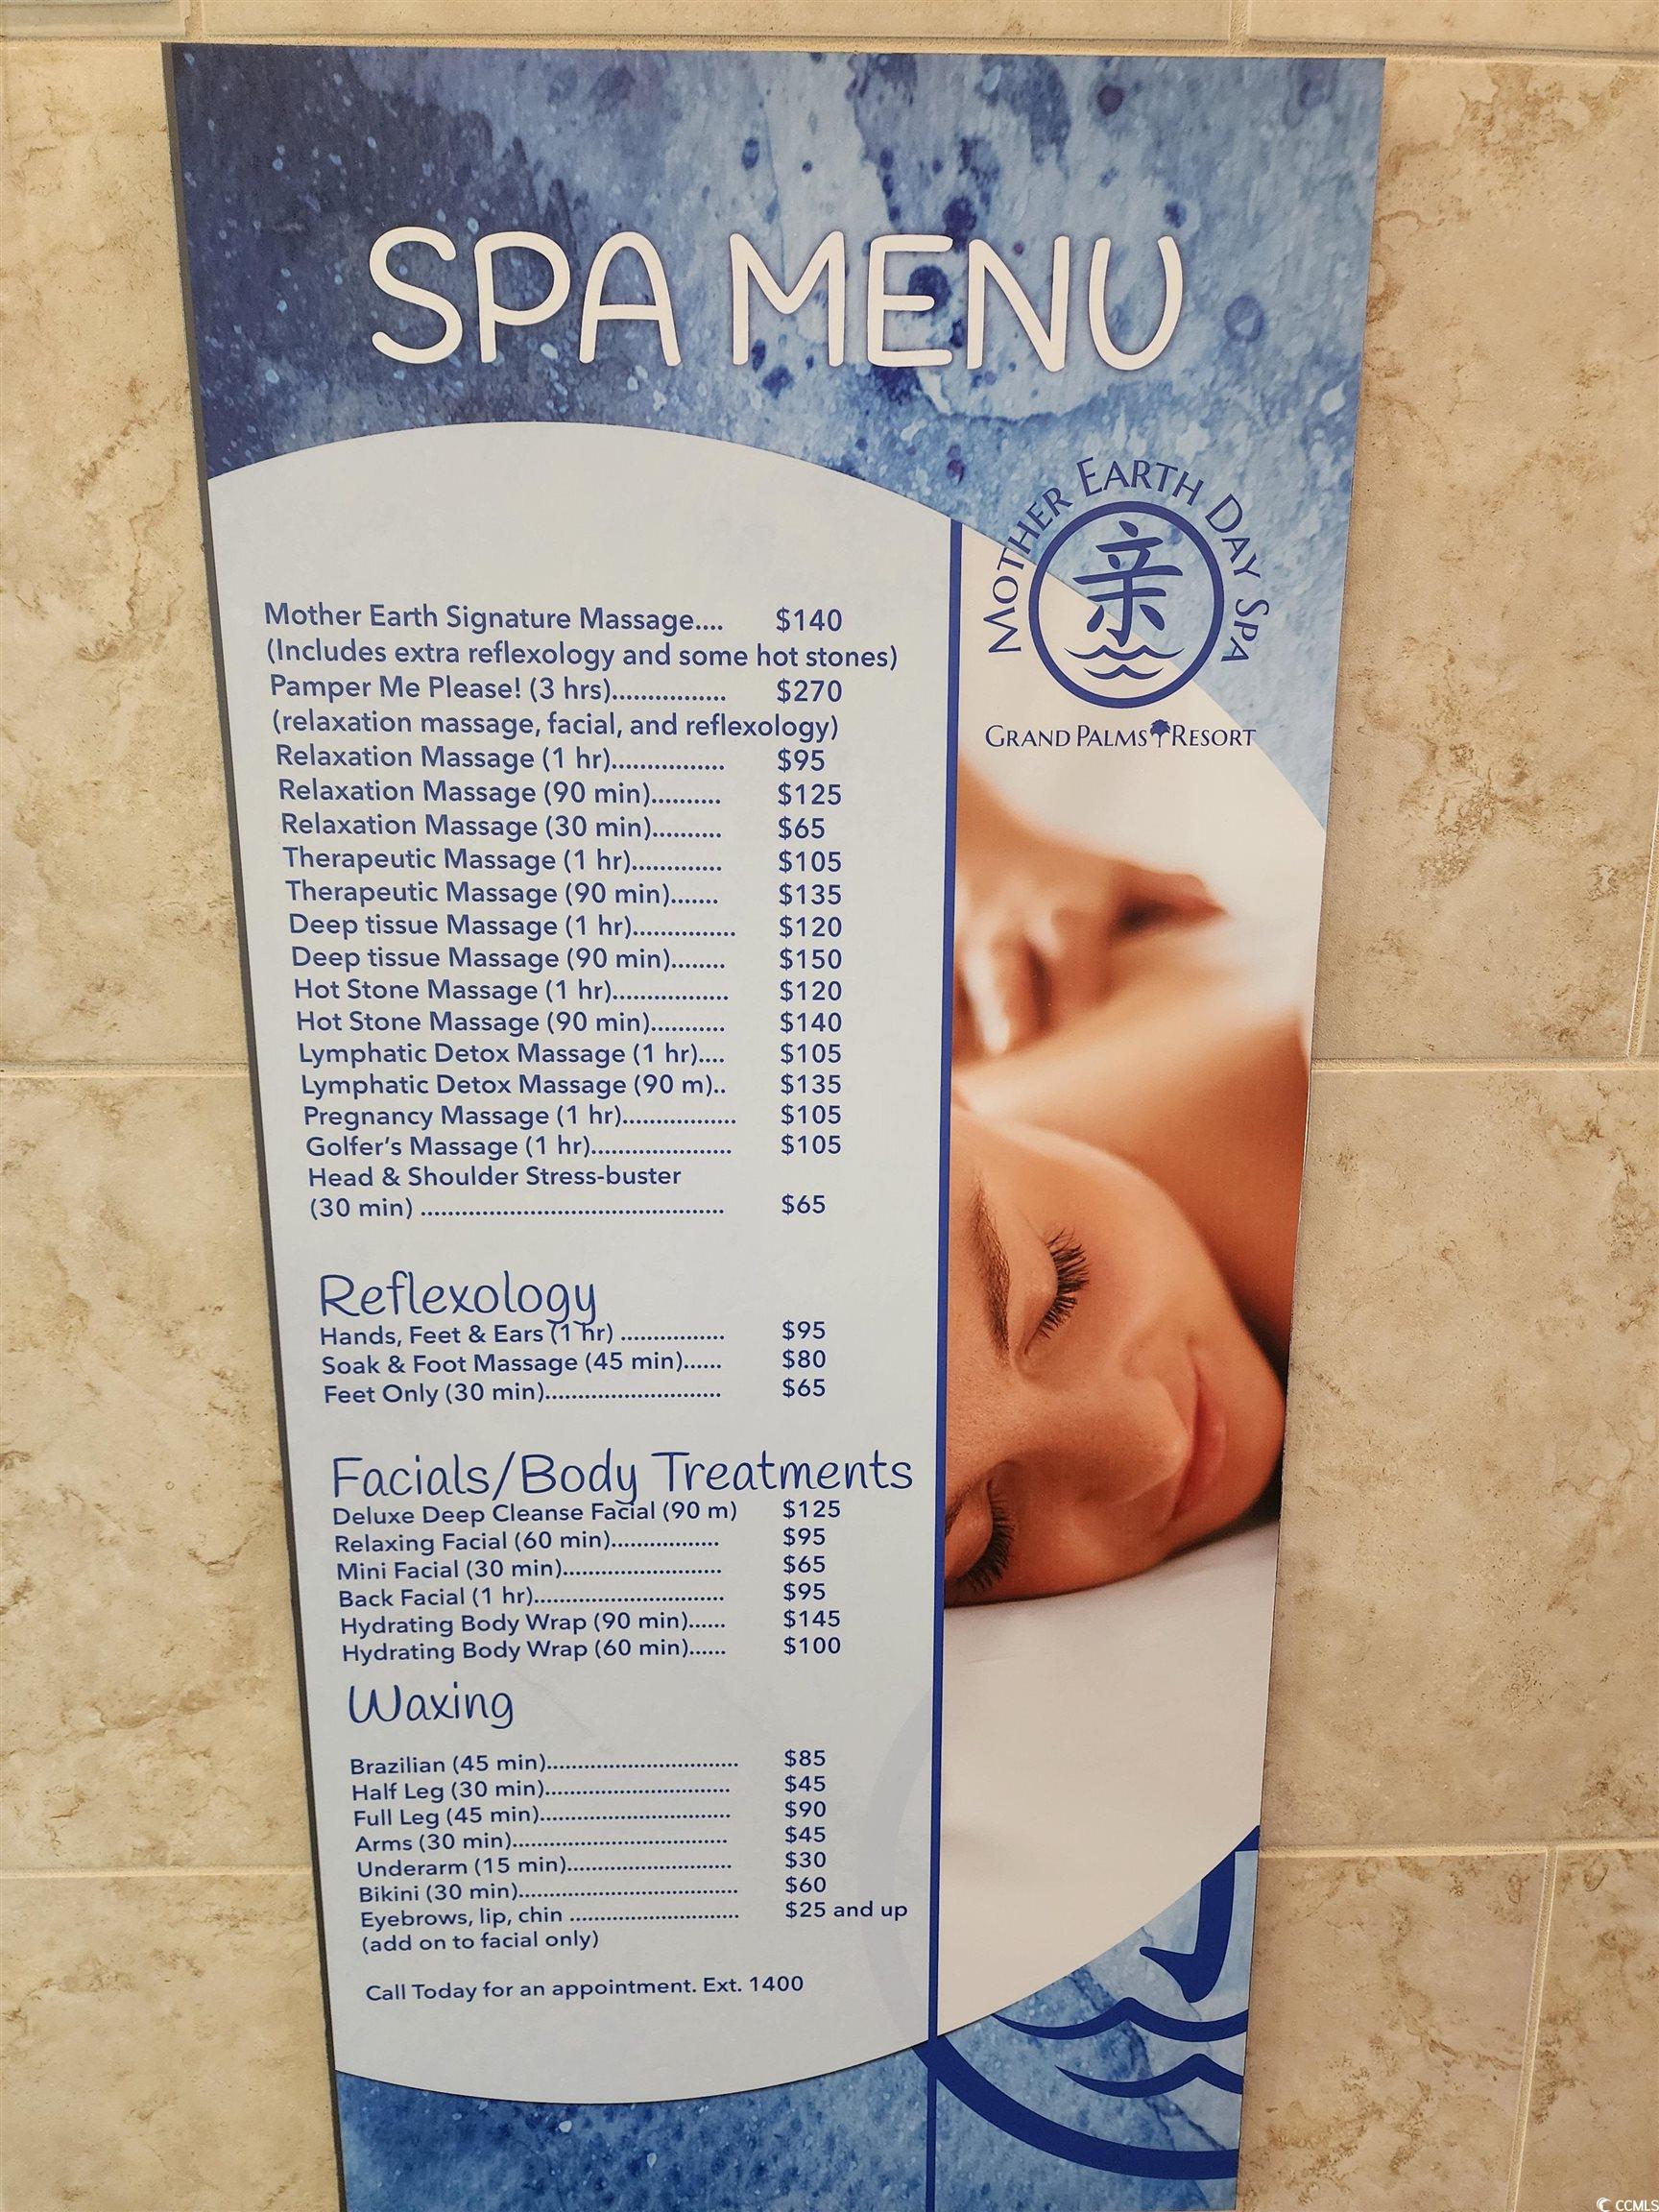 SPA MENU
MOTHER EARTH DAY SPA
亲
GRAND PALMS RESORT
Mother Earth Signature Massage.... $140
(Includes extra reflexology and some hot stones)
Pamper Me Please! (3 hrs)................. $270
(relaxation massage, facial, and reflexology)
Relaxation Massage (1 hr)................. $95
Relaxation Massage (90 min).......... $125
Relaxation Massage (30 min).......... $65
Therapeutic Massage (1 hr)............. $105
Therapeutic Massage (90 min)....... $135
Deep tissue Massage (1 hr)............... $120
Deep tissue Massage (90 min)........ $150
Hot Stone Massage (1 hr)................. $120
Hot Stone Massage (90 min)........... $140
Lymphatic Detox Massage (1 hr).... $105
Lymphatic Detox Massage (90 m).. $135
Pregnancy Massage (1 hr)................. $105
Golfer's Massage (1 hr)..................... $105
Head & Shoulder Stress-buster
(30 min) ............................................. $65
Reflexology
Hands, Feet & Ears (1 hr) ................ $95
Soak & Foot Massage (45 min)...... $80
Feet Only (30 min).......................... $65
Facials/Body Treatments
Deluxe Deep Cleanse Facial (90 m) $125
Relaxing Facial (60 min).................. $95
Mini Facial (30 min).......................... $65
Back Facial (1 hr)............................... $95
Hydrating Body Wrap (90 min)...... $145
Hydrating Body Wrap (60 min)...... $100
Waxing
Brazilian (45 min)............................... $85
Half Leg (30 min).............................. $45
Full Leg (45 min)............................... $90
Arms (30 min)................................... $45
Underarm (15 min)........................... $30
Bikini (30 min)................................... $60
Eyebrows, lip, chin ........................... $25 and up
(add on to facial only)
Call Today for an appointment. Ext. 1400
CCMLS